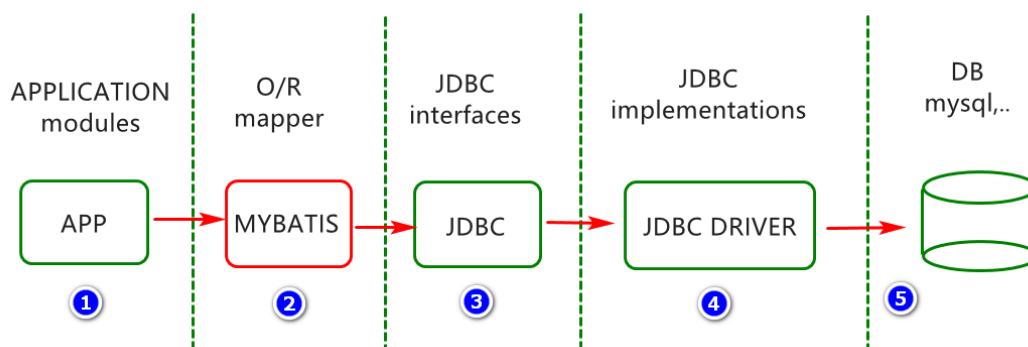 APPLICATION
modules
O/R
mapper
JDBC
interfaces
JDBC
implementations
DB
mysql,..
APP
MYBATIS
JDBC
JDBC DRIVER
1
2
3
4
5